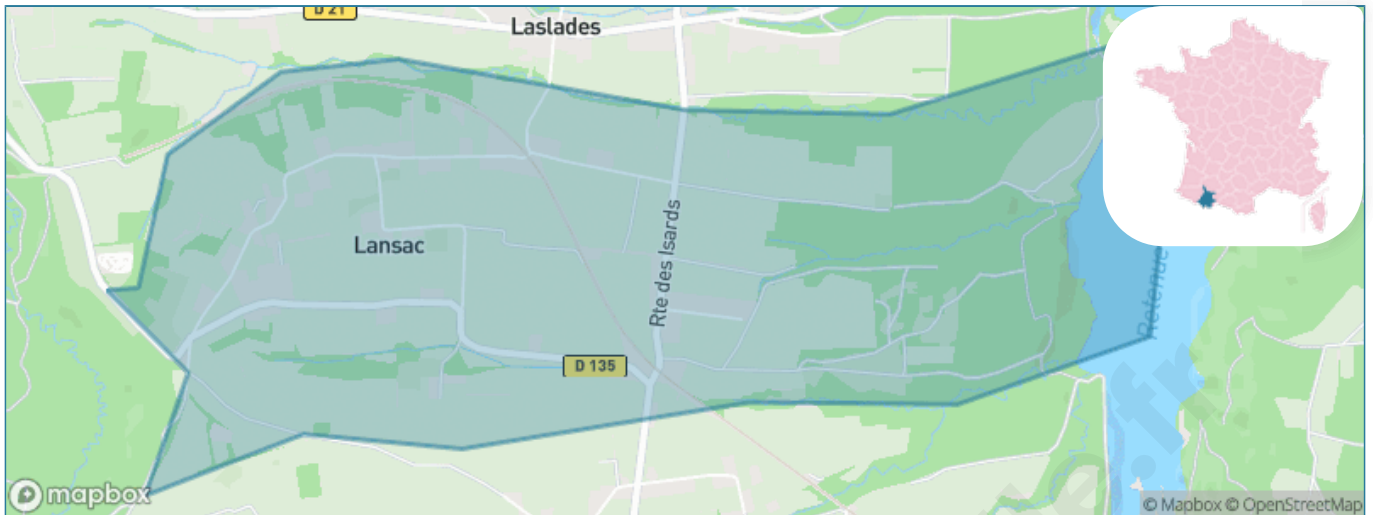 D 21
Laslades
Lansac
Rte des Isards
Retenue
D 135
mapbox
© Mapbox © OpenStreetMap